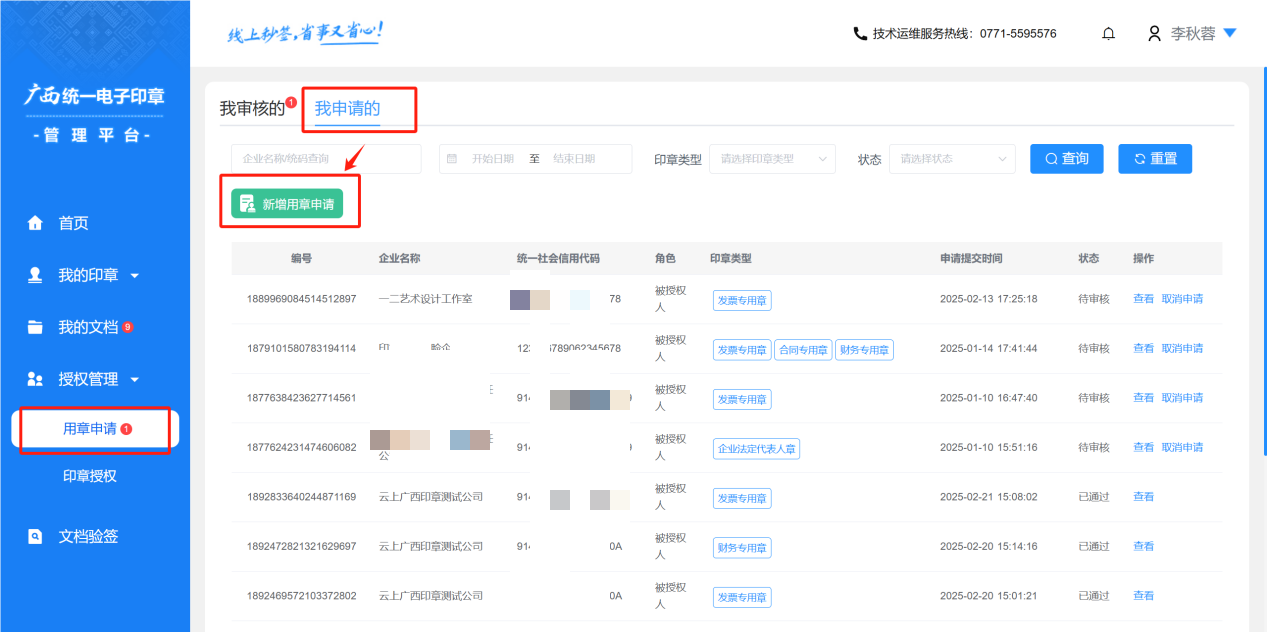 线上秒签,省事又省心!
技术运维服务热线：0771-5595576
李秋蓉
广西统一电子印章
-管理平台-
首页
我的印章
我的文档 9
授权管理
用章申请 1
印章授权
文档验签
我审核的 1 我申请的
企业名称/统码查询 开始日期 至 结束日期 印章类型 请选择印章类型 状态 请选择状态 查询 重置
新增用章申请
编号 企业名称 统一社会信用代码 角色 印章类型 申请提交时间 状态 操作
1889969084514512897 一二艺术设计工作室 78 被授权人 发票专用章 2025-02-13 17:25:18 待审核 查看 取消申请
1879101580783194114 12 6789062345678 被授权人 发票专用章 合同专用章 财务专用章 2025-01-14 17:41:44 待审核 查看 取消申请
1877638423627714561 91 被授权人 发票专用章 2025-01-10 16:47:40 待审核 查看 取消申请
1877624231474606082 公 91 被授权人 企业法定代表人章 2025-01-10 15:51:16 待审核 查看 取消申请
1892833640244871169 云上广西印章测试公司 91 被授权人 发票专用章 2025-02-21 15:08:02 已通过 查看
1892472821321629697 云上广西印章测试公司 91 0A 被授权人 财务专用章 2025-02-20 15:14:16 已通过 查看
1892469572103372802 云上广西印章测试公司 0A 被授权人 发票专用章 2025-02-20 15:01:21 已通过 查看